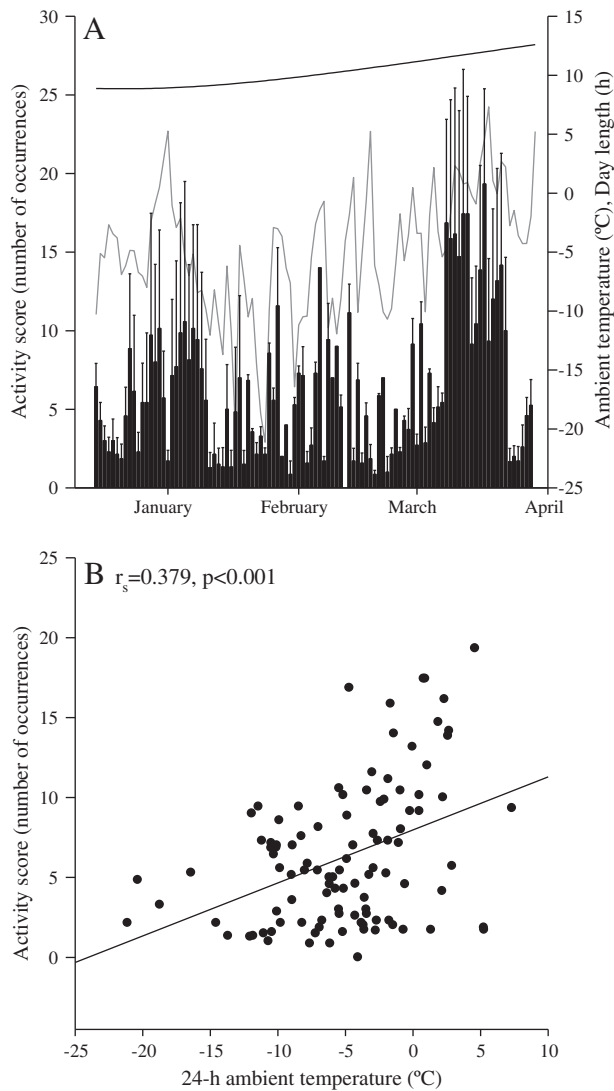 A
30
25
20
15
10
5
0
Activity score (number of occurrences)
15
10
5
0
-5
-10
-15
-20
-25
Ambient temperature (ºC), Day length (h)
January February March April
B r_s=0.379, p<0.001
25
20
15
10
5
0
Activity score (number of occurrences)
-25 -20 -15 -10 -5 0 5 10
24-h ambient temperature (ºC)